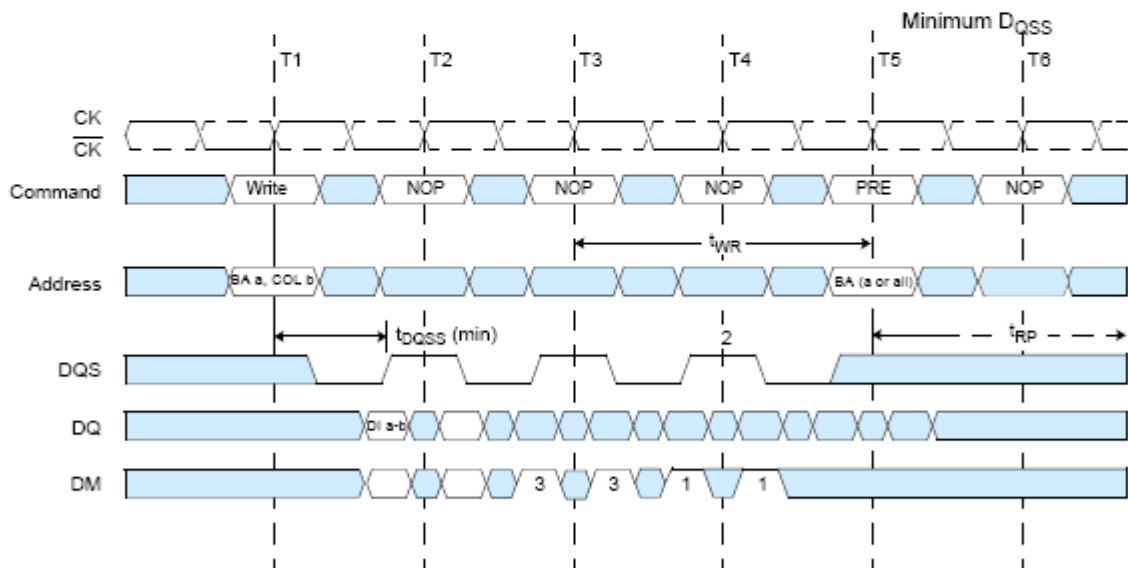 Minimum DQSS
T1 T2 T3 T4 T5 T6
CK
CK
Command Write NOP NOP NOP PRE NOP
tWR
Address BA a, COL b BA (a or all)
tDQSS (min) 2 tRP
DQS
DQ DI a-b
DM 3 3 1 1